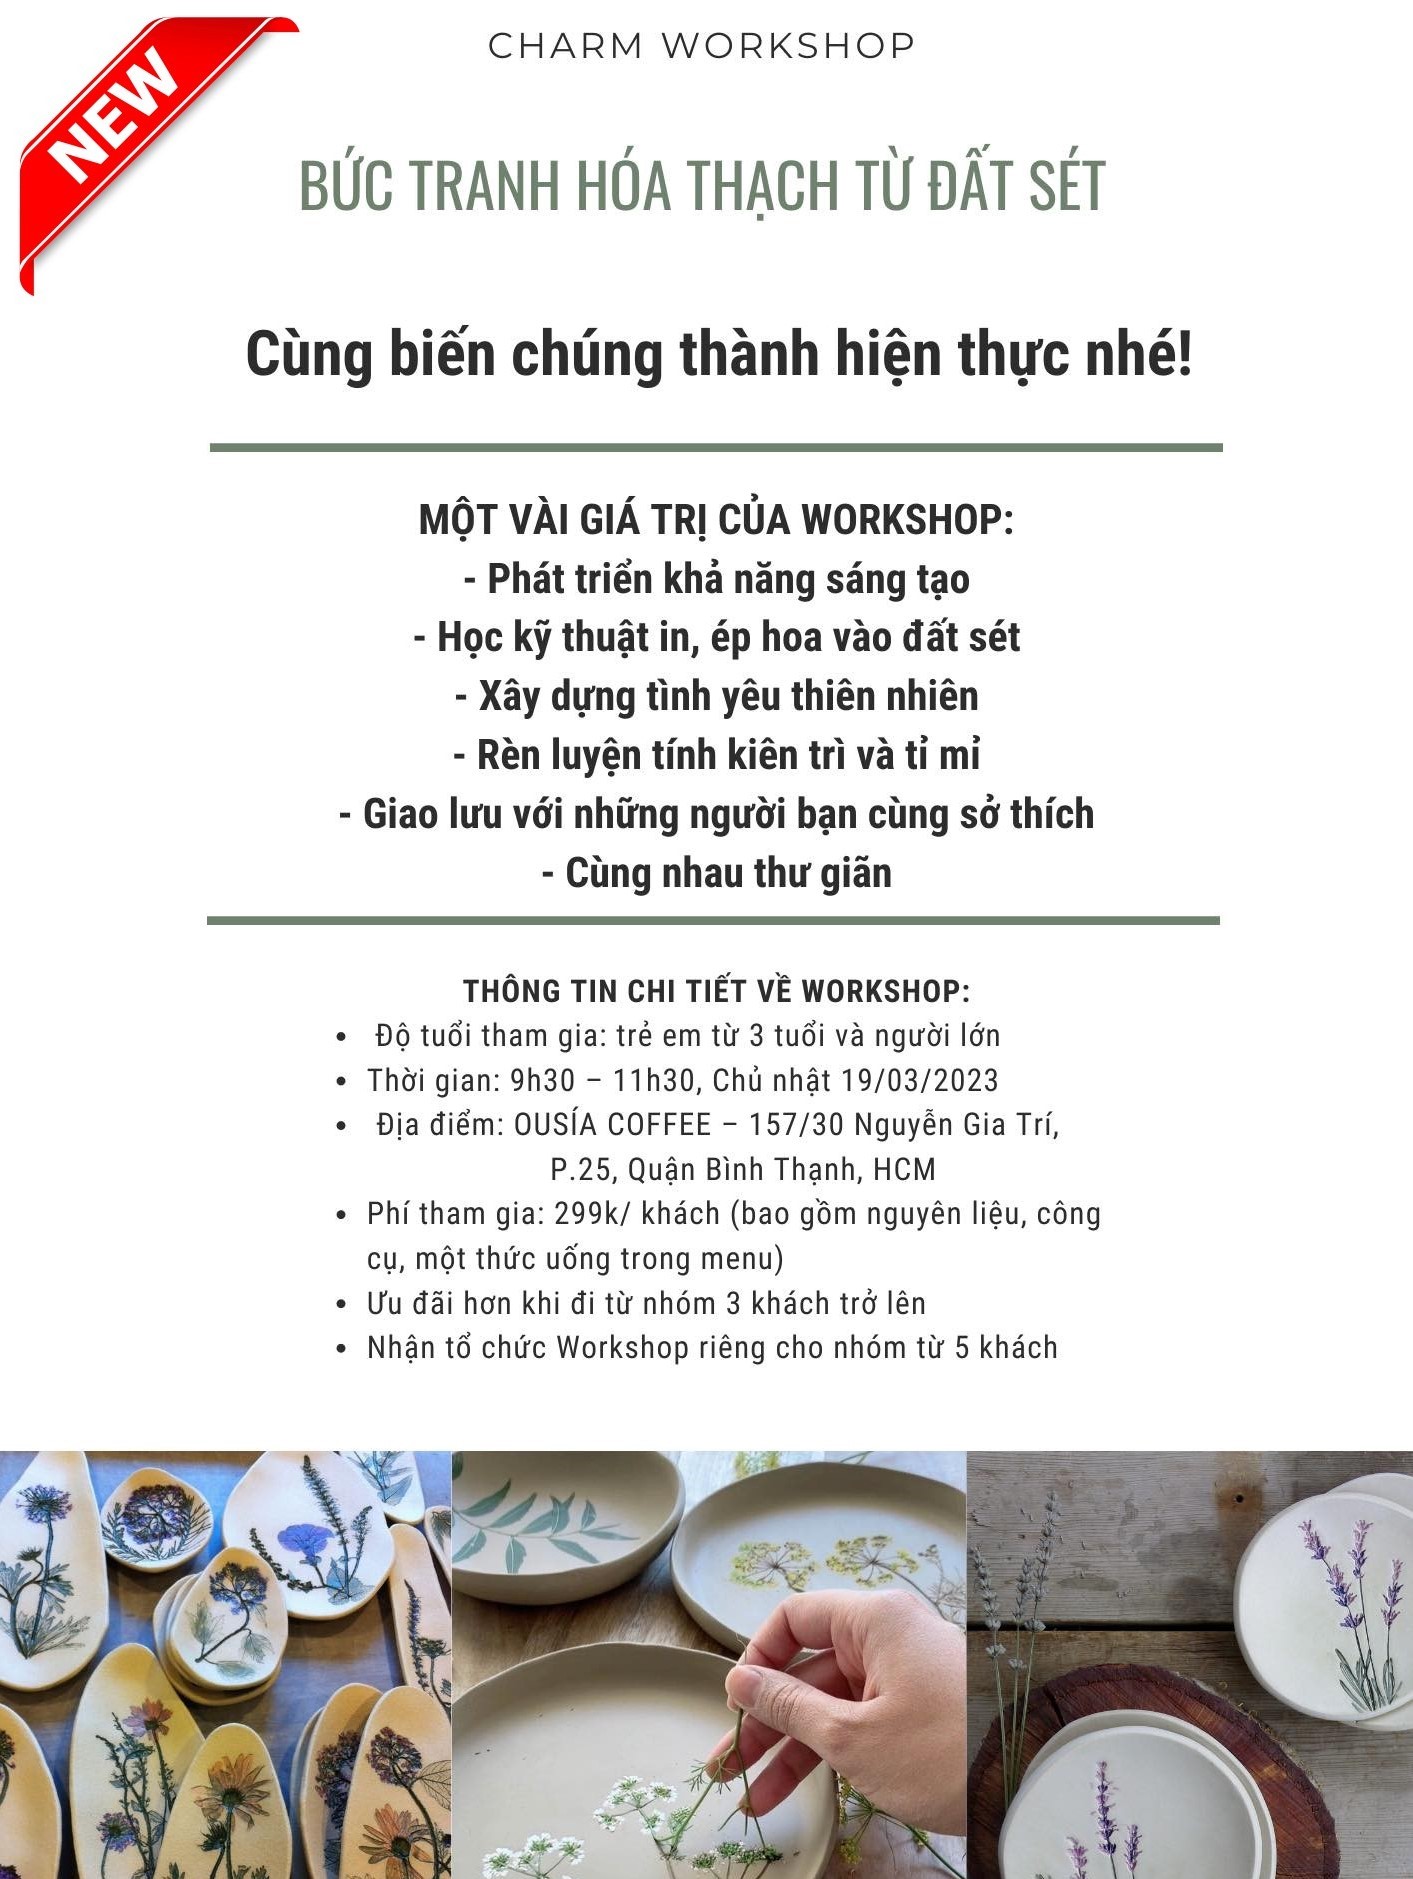 NEW
CHARM WORKSHOP
BỨC TRANH HÓA THẠCH TỪ ĐẤT SÉT
Cùng biến chúng thành hiện thực nhé!
MỘT VÀI GIÁ TRỊ CỦA WORKSHOP:
- Phát triển khả năng sáng tạo
- Học kỹ thuật in, ép hoa vào đất sét
- Xây dựng tình yêu thiên nhiên
- Rèn luyện tính kiên trì và tỉ mỉ
- Giao lưu với những người bạn cùng sở thích
- Cùng nhau thư giãn
THÔNG TIN CHI TIẾT VỀ WORKSHOP:
• Độ tuổi tham gia: trẻ em từ 3 tuổi và người lớn
• Thời gian: 9h30 – 11h30, Chủ nhật 19/03/2023
• Địa điểm: OUSÍA COFFEE – 157/30 Nguyễn Gia Trí,
P.25, Quận Bình Thạnh, HCM
• Phí tham gia: 299k/ khách (bao gồm nguyên liệu, công
cụ, một thức uống trong menu)
• Ưu đãi hơn khi đi từ nhóm 3 khách trở lên
• Nhận tổ chức Workshop riêng cho nhóm từ 5 khách